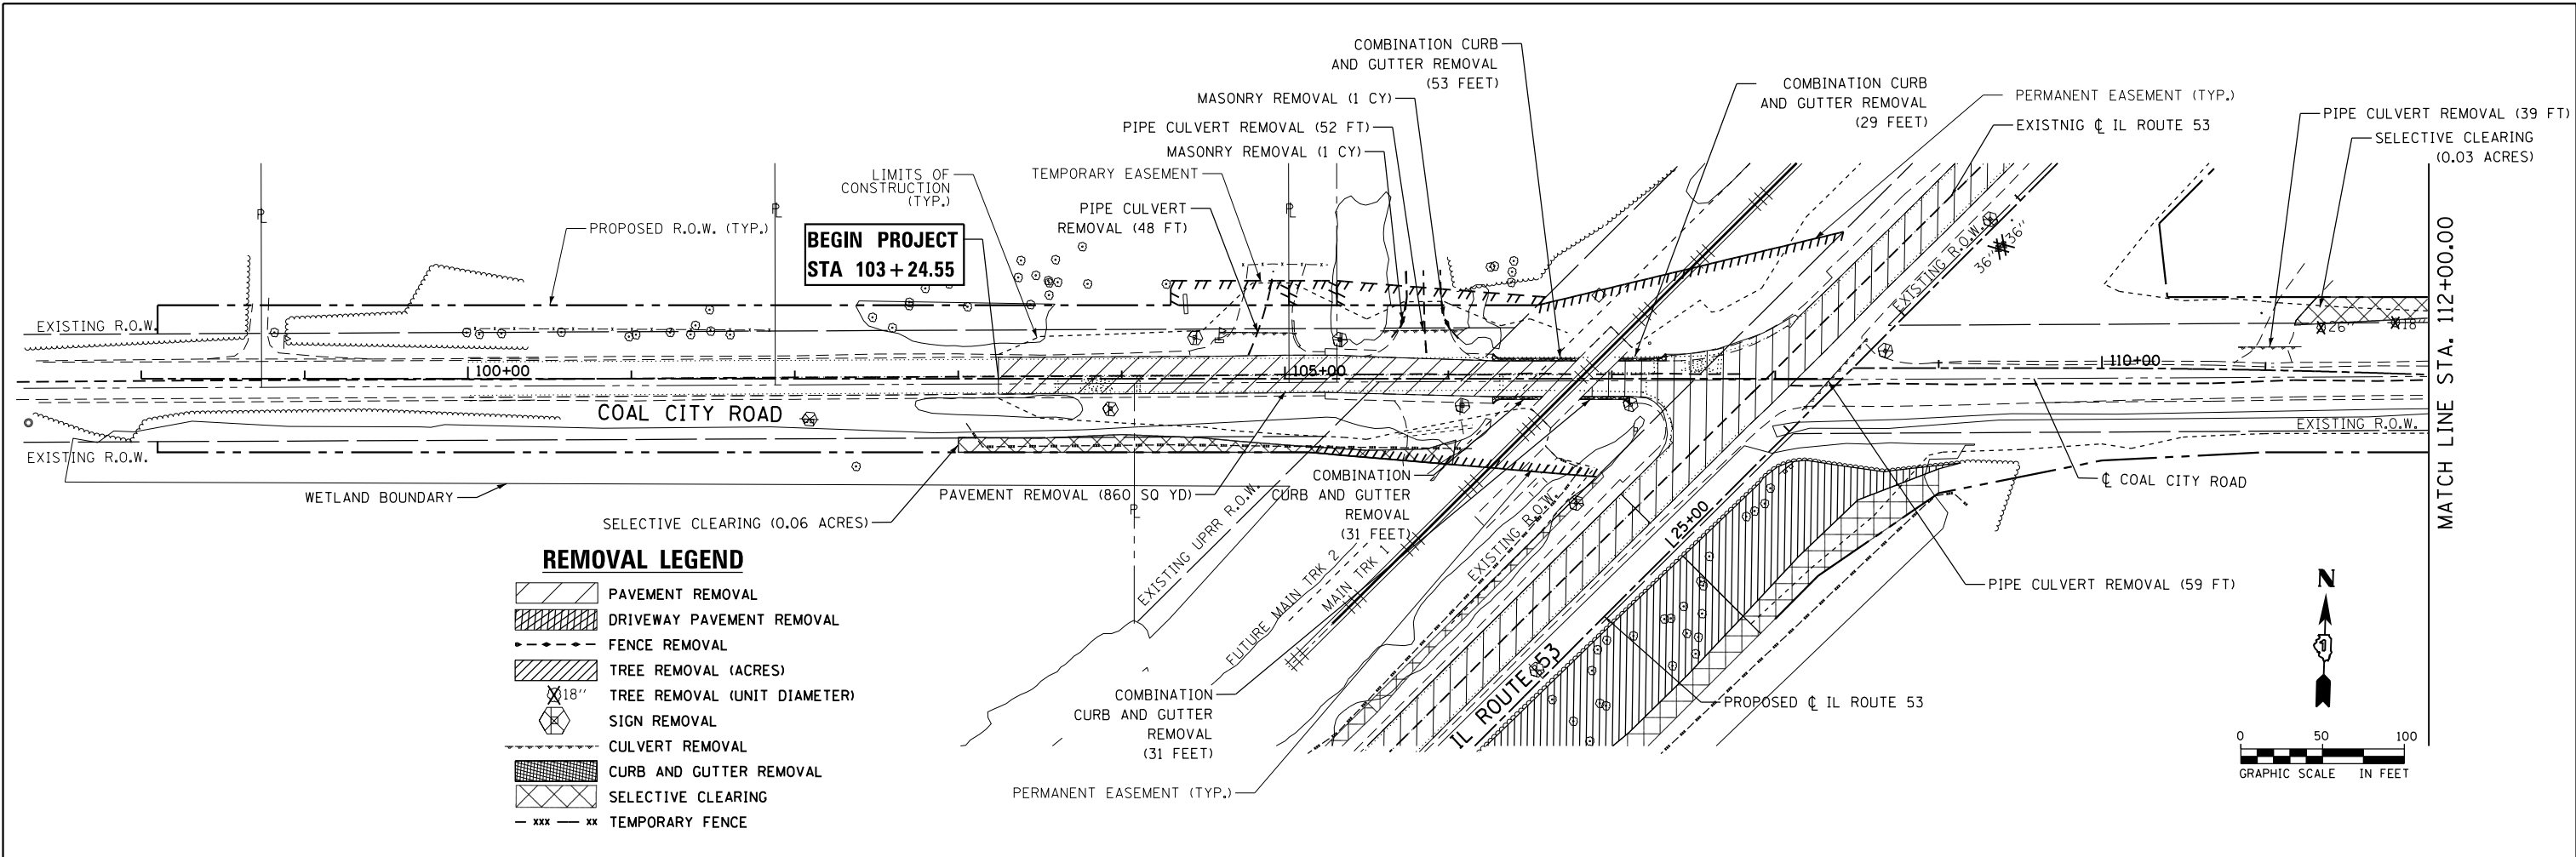 COMBINATION CURB
AND GUTTER REMOVAL
(53 FEET)
COMBINATION CURB
AND GUTTER REMOVAL
(29 FEET)
MASONRY REMOVAL (1 CY)
PIPE CULVERT REMOVAL (52 FT)
MASONRY REMOVAL (1 CY)
PERMANENT EASEMENT (TYP.)
EXISTNIG ℄ IL ROUTE 53
PIPE CULVERT REMOVAL (39 FT)
SELECTIVE CLEARING
(0.03 ACRES)
LIMITS OF
CONSTRUCTION
(TYP.)
TEMPORARY EASEMENT
PIPE CULVERT
REMOVAL (48 FT)
PROPOSED R.O.W. (TYP.)
BEGIN PROJECT
STA 103+24.55
℄
℄
℄
EXISTING R.O.W.
EXISTING R.O.W.
36" 36"
26"
18"
MATCH LINE STA. 112+00.00
100+00
105+00
110+00
COAL CITY ROAD
EXISTING R.O.W.
EXISTING R.O.W.
WETLAND BOUNDARY
PAVEMENT REMOVAL (860 SQ YD)
SELECTIVE CLEARING (0.06 ACRES)
℄
COMBINATION
CURB AND GUTTER
REMOVAL
(31 FEET)
EXISTING UPRR R.O.W.
EXISTING R.O.W.
FUTURE MAIN TRK 2
MAIN TRK 1
25+00
℄ COAL CITY ROAD
PIPE CULVERT REMOVAL (59 FT)
IL ROUTE 53
PROPOSED ℄ IL ROUTE 53
COMBINATION
CURB AND GUTTER
REMOVAL
(31 FEET)
PERMANENT EASEMENT (TYP.)
REMOVAL LEGEND
PAVEMENT REMOVAL
DRIVEWAY PAVEMENT REMOVAL
FENCE REMOVAL
TREE REMOVAL (ACRES)
18" TREE REMOVAL (UNIT DIAMETER)
SIGN REMOVAL
CULVERT REMOVAL
CURB AND GUTTER REMOVAL
SELECTIVE CLEARING
xxx xx TEMPORARY FENCE
N
0 50 100
GRAPHIC SCALE IN FEET